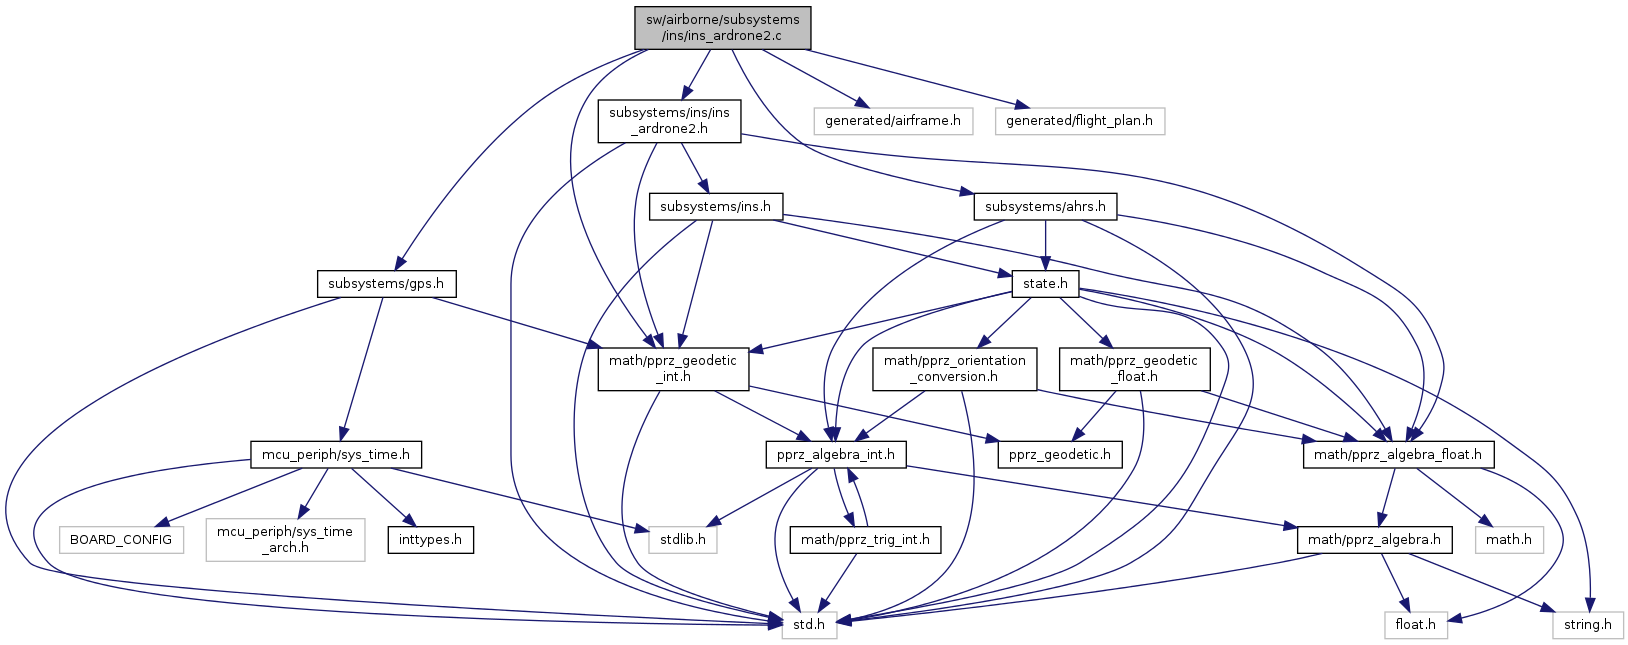 sw/airborne/subsystems
/ins/ins_ardrone2.c
subsystems/ins/ins
_ardrone2.h
generated/airframe.h
generated/flight_plan.h
subsystems/ins.h
subsystems/ahrs.h
subsystems/gps.h
state.h
math/pprz_geodetic
_int.h
math/pprz_orientation
_conversion.h
math/pprz_geodetic
_float.h
mcu_periph/sys_time.h
pprz_algebra_int.h
pprz_geodetic.h
math/pprz_algebra_float.h
BOARD_CONFIG
mcu_periph/sys_time
_arch.h
inttypes.h
stdlib.h
math/pprz_trig_int.h
math/pprz_algebra.h
math.h
std.h
float.h
string.h